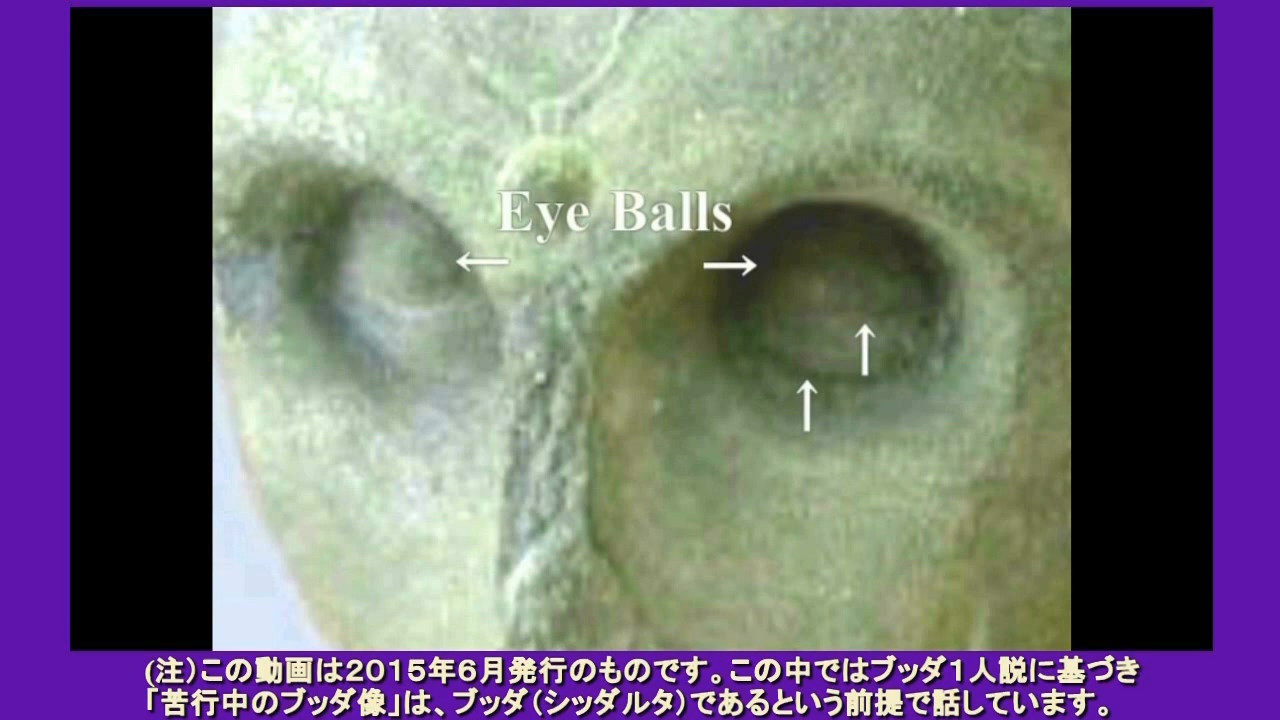 Eye Balls
(注)この動画は2015年6月発行のものです。この中ではブッダ1人説に基づき
「苦行中のブッダ像」は、ブッダ(シッダルタ)であるという前提で話しています。